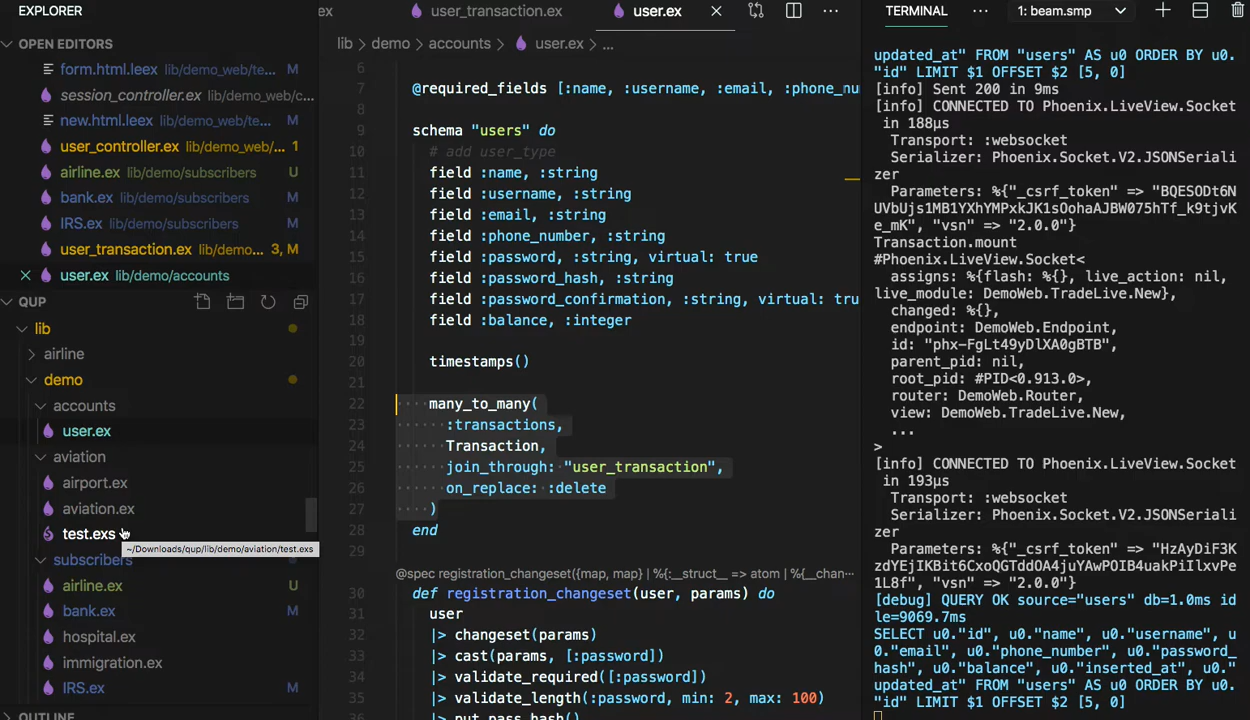 EXPLORER
OPEN EDITORS
form.html.leex lib/demo_web/te... M
session_controller.ex lib/demo_web/c...
new.html.leex lib/demo_web/te... M
user_controller.ex lib/demo_web/... 1
airline.ex lib/demo/subscribers U
bank.ex lib/demo/subscribers M
IRS.ex lib/demo/subscribers M
user_transaction.ex lib/demo... 3, M
user.ex lib/demo/accounts
QUP
lib
airline
demo
accounts
user.ex
aviation
airport.ex
aviation.ex
test.exs
~/Downloads/qup/lib/demo/aviation/test.exs
subscribers
airline.ex U
bank.ex M
hospital.ex
immigration.ex
IRS.ex M
OUTLINE
ex user_transaction.ex user.ex
lib > demo > accounts > user.ex > ...
6
7 @required_fields [:name, :username, :email, :phone_nu
8
9 schema "users" do
10 # add user_type
11 field :name, :string
12 field :username, :string
13 field :email, :string
14 field :phone_number, :string
15 field :password, :string, virtual: true
16 field :password_hash, :string
17 field :password_confirmation, :string, virtual: tru
18 field :balance, :integer
19
20 timestamps()
21
22 many_to_many(
23 :transactions,
24 Transaction,
25 join_through: "user_transaction",
26 on_replace: :delete
27 )
28 end
29
@spec registration_changeset({map, map} | %{:__struct__ => atom | %{__chan...
30 def registration_changeset(user, params) do
31 user
32 |> changeset(params)
33 |> cast(params, [:password])
34 |> validate_required([:password])
35 |> validate_length(:password, min: 2, max: 100)
36 |> put_pass_hash()
TERMINAL ... 1: beam.smp
updated_at" FROM "users" AS u0 ORDER BY u0.
"id" LIMIT $1 OFFSET $2 [5, 0]
[info] Sent 200 in 9ms
[info] CONNECTED TO Phoenix.LiveView.Socket
in 188µs
Transport: :websocket
Serializer: Phoenix.Socket.V2.JSONSeriali
zer
Parameters: %{"_csrf_token" => "BQESODt6N
UVbUjs1MB1YXhYMPxkJK1sOohaAJBW075hTf_k9tjvK
e_mK", "vsn" => "2.0.0"}
Transaction.mount
#Phoenix.LiveView.Socket<
assigns: %{flash: %{}, live_action: nil,
live_module: DemoWeb.TradeLive.New},
changed: %{},
endpoint: DemoWeb.Endpoint,
id: "phx-FgLt49yDlXA0gBTB",
parent_pid: nil,
root_pid: #PID<0.913.0>,
router: DemoWeb.Router,
view: DemoWeb.TradeLive.New,
...
>
[info] CONNECTED TO Phoenix.LiveView.Socket
in 193µs
Transport: :websocket
Serializer: Phoenix.Socket.V2.JSONSeriali
zer
Parameters: %{"_csrf_token" => "HzAyDiF3K
zdYEjIKBit6CxoQGTddOA4juYAwPOIB4uakPiIlxvPe
1L8f", "vsn" => "2.0.0"}
[debug] QUERY OK source="users" db=1.0ms id
le=9069.7ms
SELECT u0."id", u0."name", u0."username", u
0."email", u0."phone_number", u0."password_
hash", u0."balance", u0."inserted_at", u0."
updated_at" FROM "users" AS u0 ORDER BY u0.
"id" LIMIT $1 OFFSET $2 [5, 0]